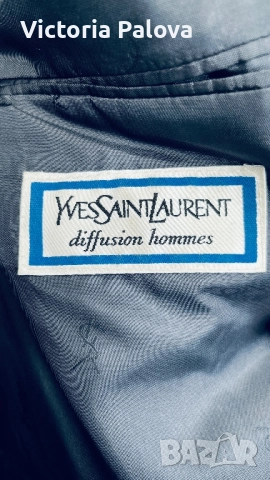 Victoria Palova
YVESSAINTLAURENT
diffusion hommes
BAZAR